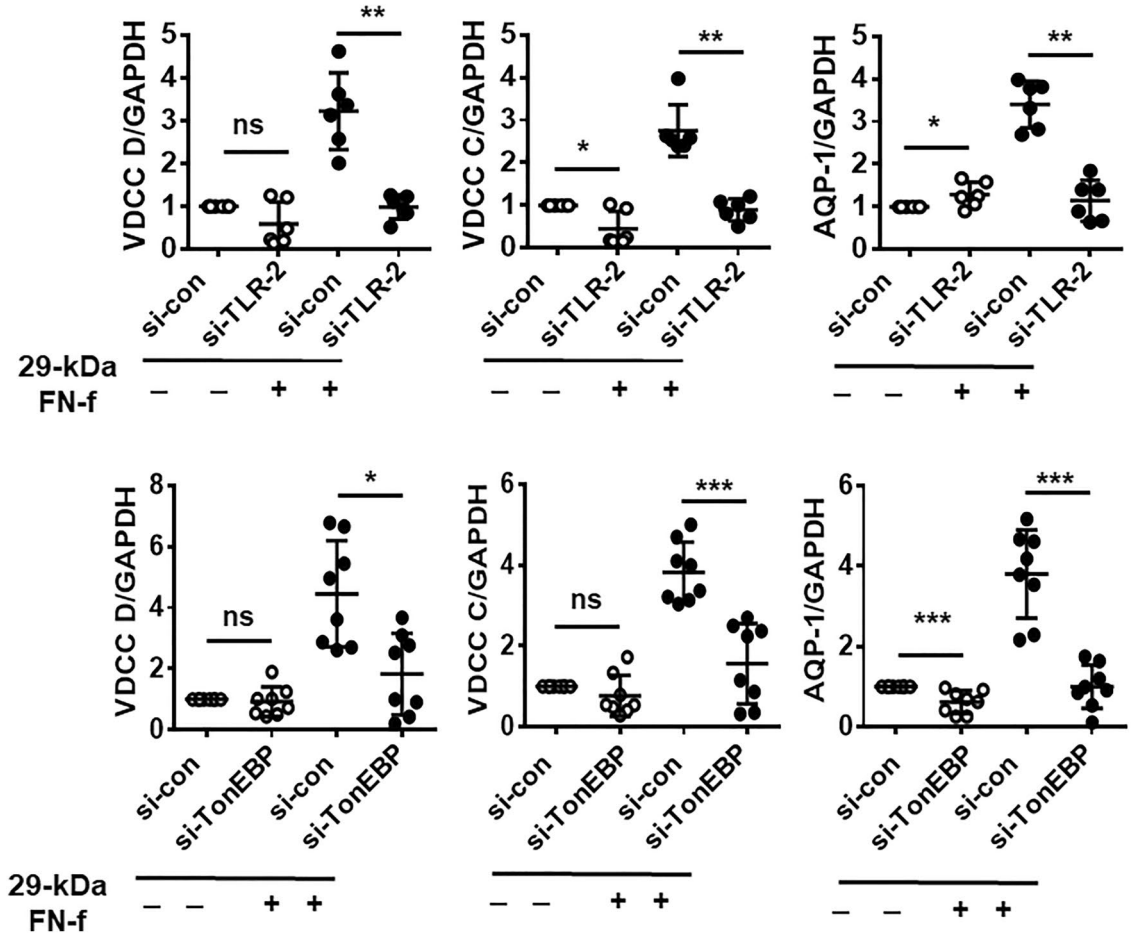 VDCC D/GAPDH
5
4
3
2
1
0
ns
**
si-con
si-TLR-2
si-con
si-TLR-2
VDCC C/GAPDH
5
4
3
2
1
0
*
**
si-con
si-TLR-2
si-con
si-TLR-2
AQP-1/GAPDH
5
4
3
2
1
0
*
**
si-con
si-TLR-2
si-con
si-TLR-2
29-kDa
FN-f
– – + +
– – + +
– – + +
VDCC D/GAPDH
8
6
4
2
0
ns
*
si-con
si-TonEBP
si-con
si-TonEBP
VDCC C/GAPDH
6
4
2
0
ns
***
si-con
si-TonEBP
si-con
si-TonEBP
AQP-1/GAPDH
6
4
2
0
***
***
si-con
si-TonEBP
si-con
si-TonEBP
29-kDa
FN-f
– – + +
– – + +
– – + +